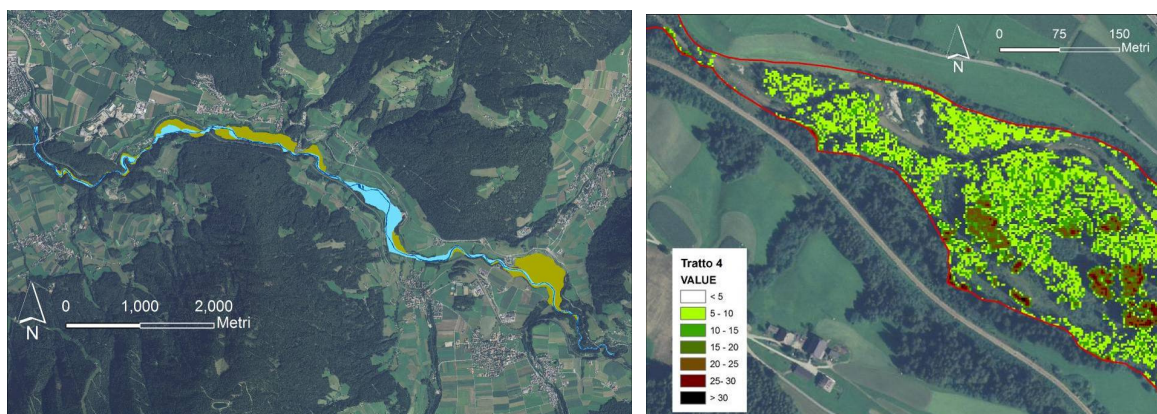 0 1,000 2,000
Metri
N
0 75 150
Metri
N
Tratto 4
VALUE
< 5
5 - 10
10 - 15
15 - 20
20 - 25
25- 30
> 30